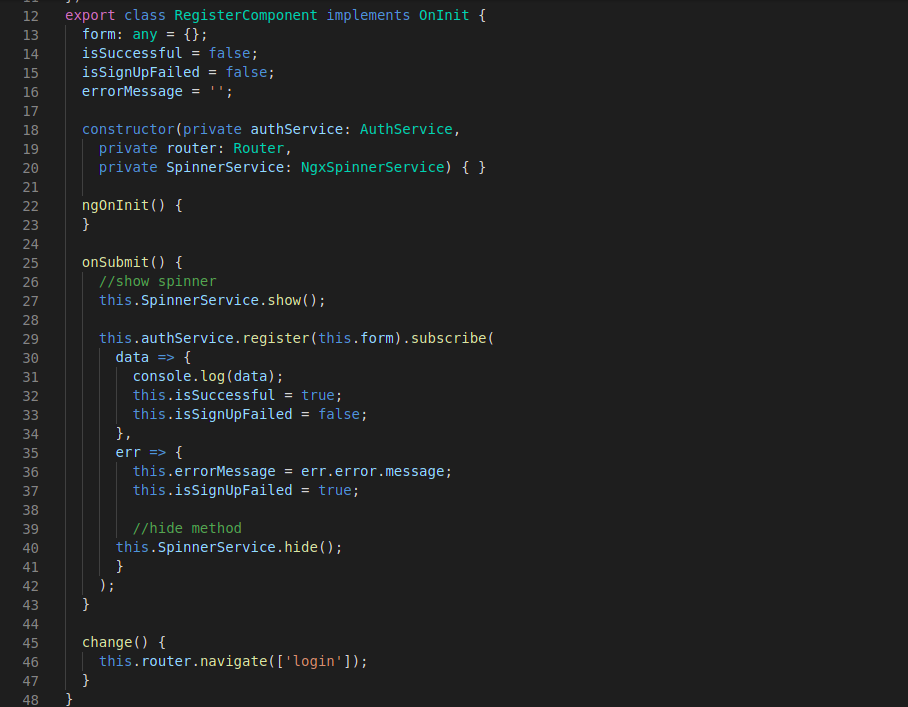 12 export class RegisterComponent implements OnInit {
13   form: any = {};
14   isSuccessful = false;
15   isSignUpFailed = false;
16   errorMessage = '';
17
18   constructor(private authService: AuthService,
19     private router: Router,
20     private SpinnerService: NgxSpinnerService) { }
21
22   ngOnInit() {
23   }
24
25   onSubmit() {
26     //show spinner
27     this.SpinnerService.show();
28
29     this.authService.register(this.form).subscribe(
30       data => {
31         console.log(data);
32         this.isSuccessful = true;
33         this.isSignUpFailed = false;
34       },
35       err => {
36         this.errorMessage = err.error.message;
37         this.isSignUpFailed = true;
38
39         //hide method
40       this.SpinnerService.hide();
41       }
42     );
43   }
44
45   change() {
46     this.router.navigate(['login']);
47   }
48 }